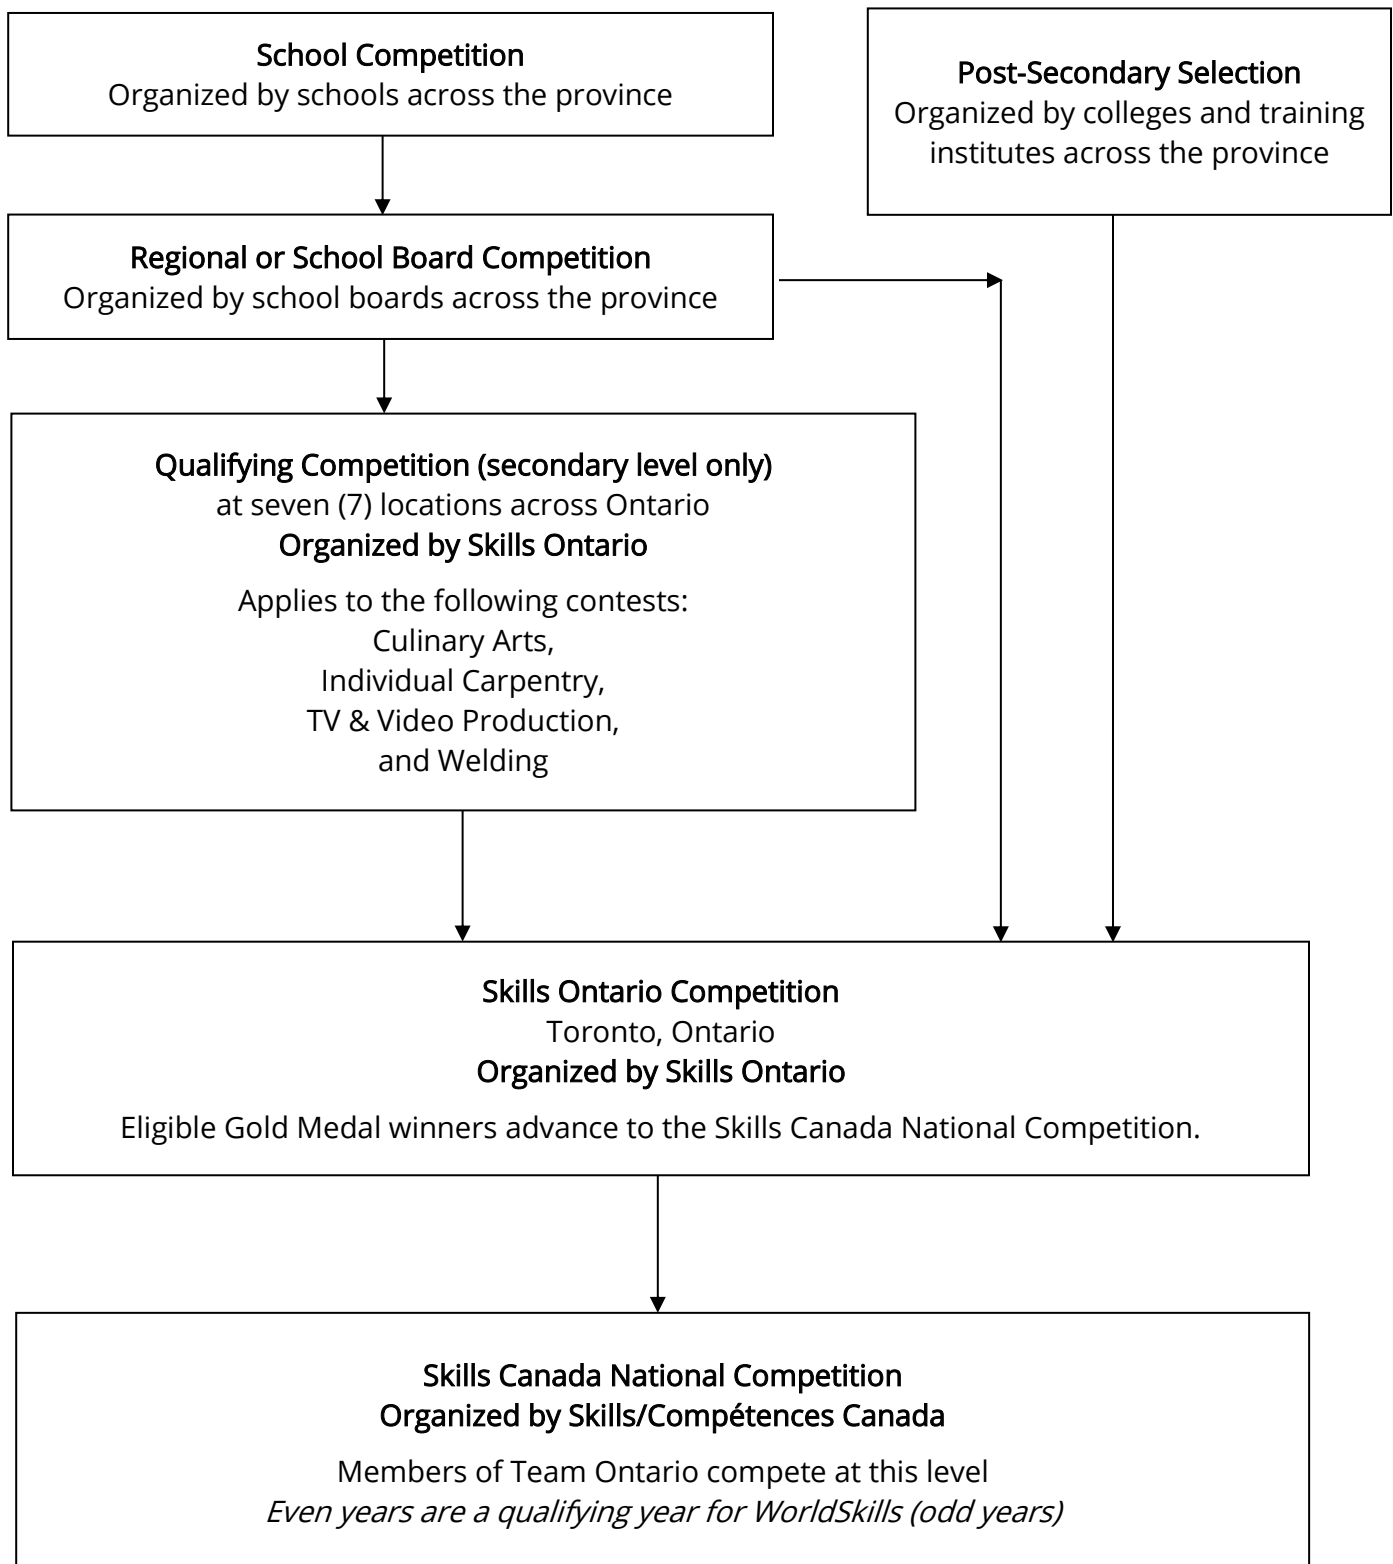 School Competition
Organized by schools across the province
Post-Secondary Selection
Organized by colleges and training
institutes across the province
Regional or School Board Competition
Organized by school boards across the province
Qualifying Competition (secondary level only)
at seven (7) locations across Ontario
Organized by Skills Ontario
Applies to the following contests:
Culinary Arts,
Individual Carpentry,
TV & Video Production,
and Welding
Skills Ontario Competition
Toronto, Ontario
Organized by Skills Ontario
Eligible Gold Medal winners advance to the Skills Canada National Competition.
Skills Canada National Competition
Organized by Skills/Compétences Canada
Members of Team Ontario compete at this level
Even years are a qualifying year for WorldSkills (odd years)